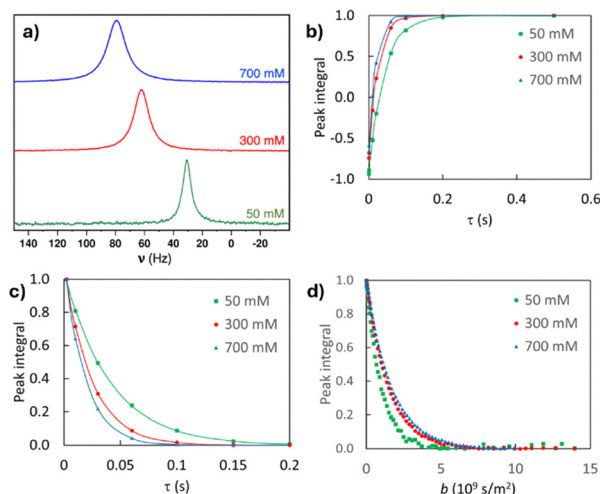 a)
700 mM
300 mM
50 mM
140 120 100 80 60 40 20 0 -20
ν (Hz)
b)
1.0
0.5
0.0
-0.5
-1.0
Peak integral
50 mM
300 mM
700 mM
0.0 0.2 0.4 0.6
τ (s)
c)
1.0
0.8
0.6
0.4
0.2
0.0
Peak integral
50 mM
300 mM
700 mM
0 0.05 0.1 0.15 0.2
τ (s)
d)
1.0
0.8
0.6
0.4
0.2
0.0
Peak integral
50 mM
300 mM
700 mM
0 5 10 15
b (10⁹ s/m²)